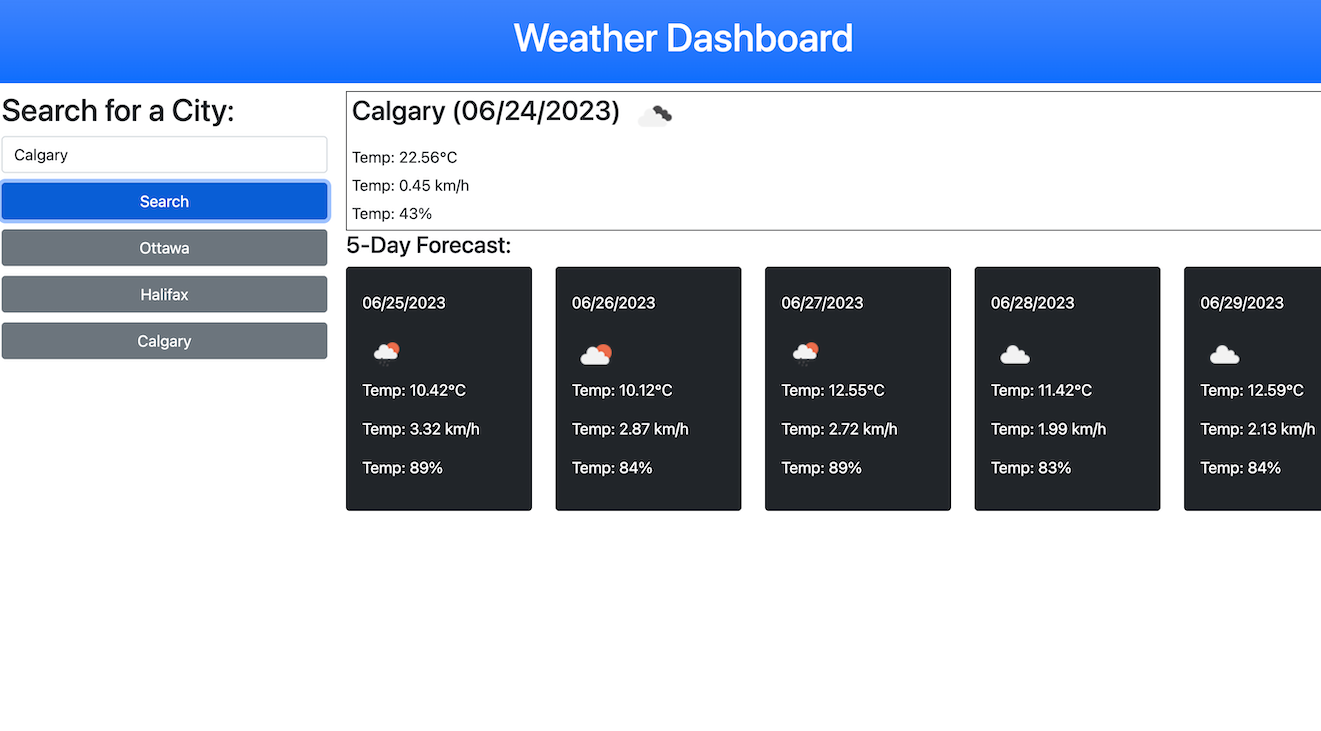 Weather Dashboard
Search for a City:
Calgary
Search
Ottawa
Halifax
Calgary
Calgary (06/24/2023)
Temp: 22.56°C
Temp: 0.45 km/h
Temp: 43%
5-Day Forecast:
06/25/2023
Temp: 10.42°C
Temp: 3.32 km/h
Temp: 89%
06/26/2023
Temp: 10.12°C
Temp: 2.87 km/h
Temp: 84%
06/27/2023
Temp: 12.55°C
Temp: 2.72 km/h
Temp: 89%
06/28/2023
Temp: 11.42°C
Temp: 1.99 km/h
Temp: 83%
06/29/2023
Temp: 12.59°C
Temp: 2.13 km/h
Temp: 84%